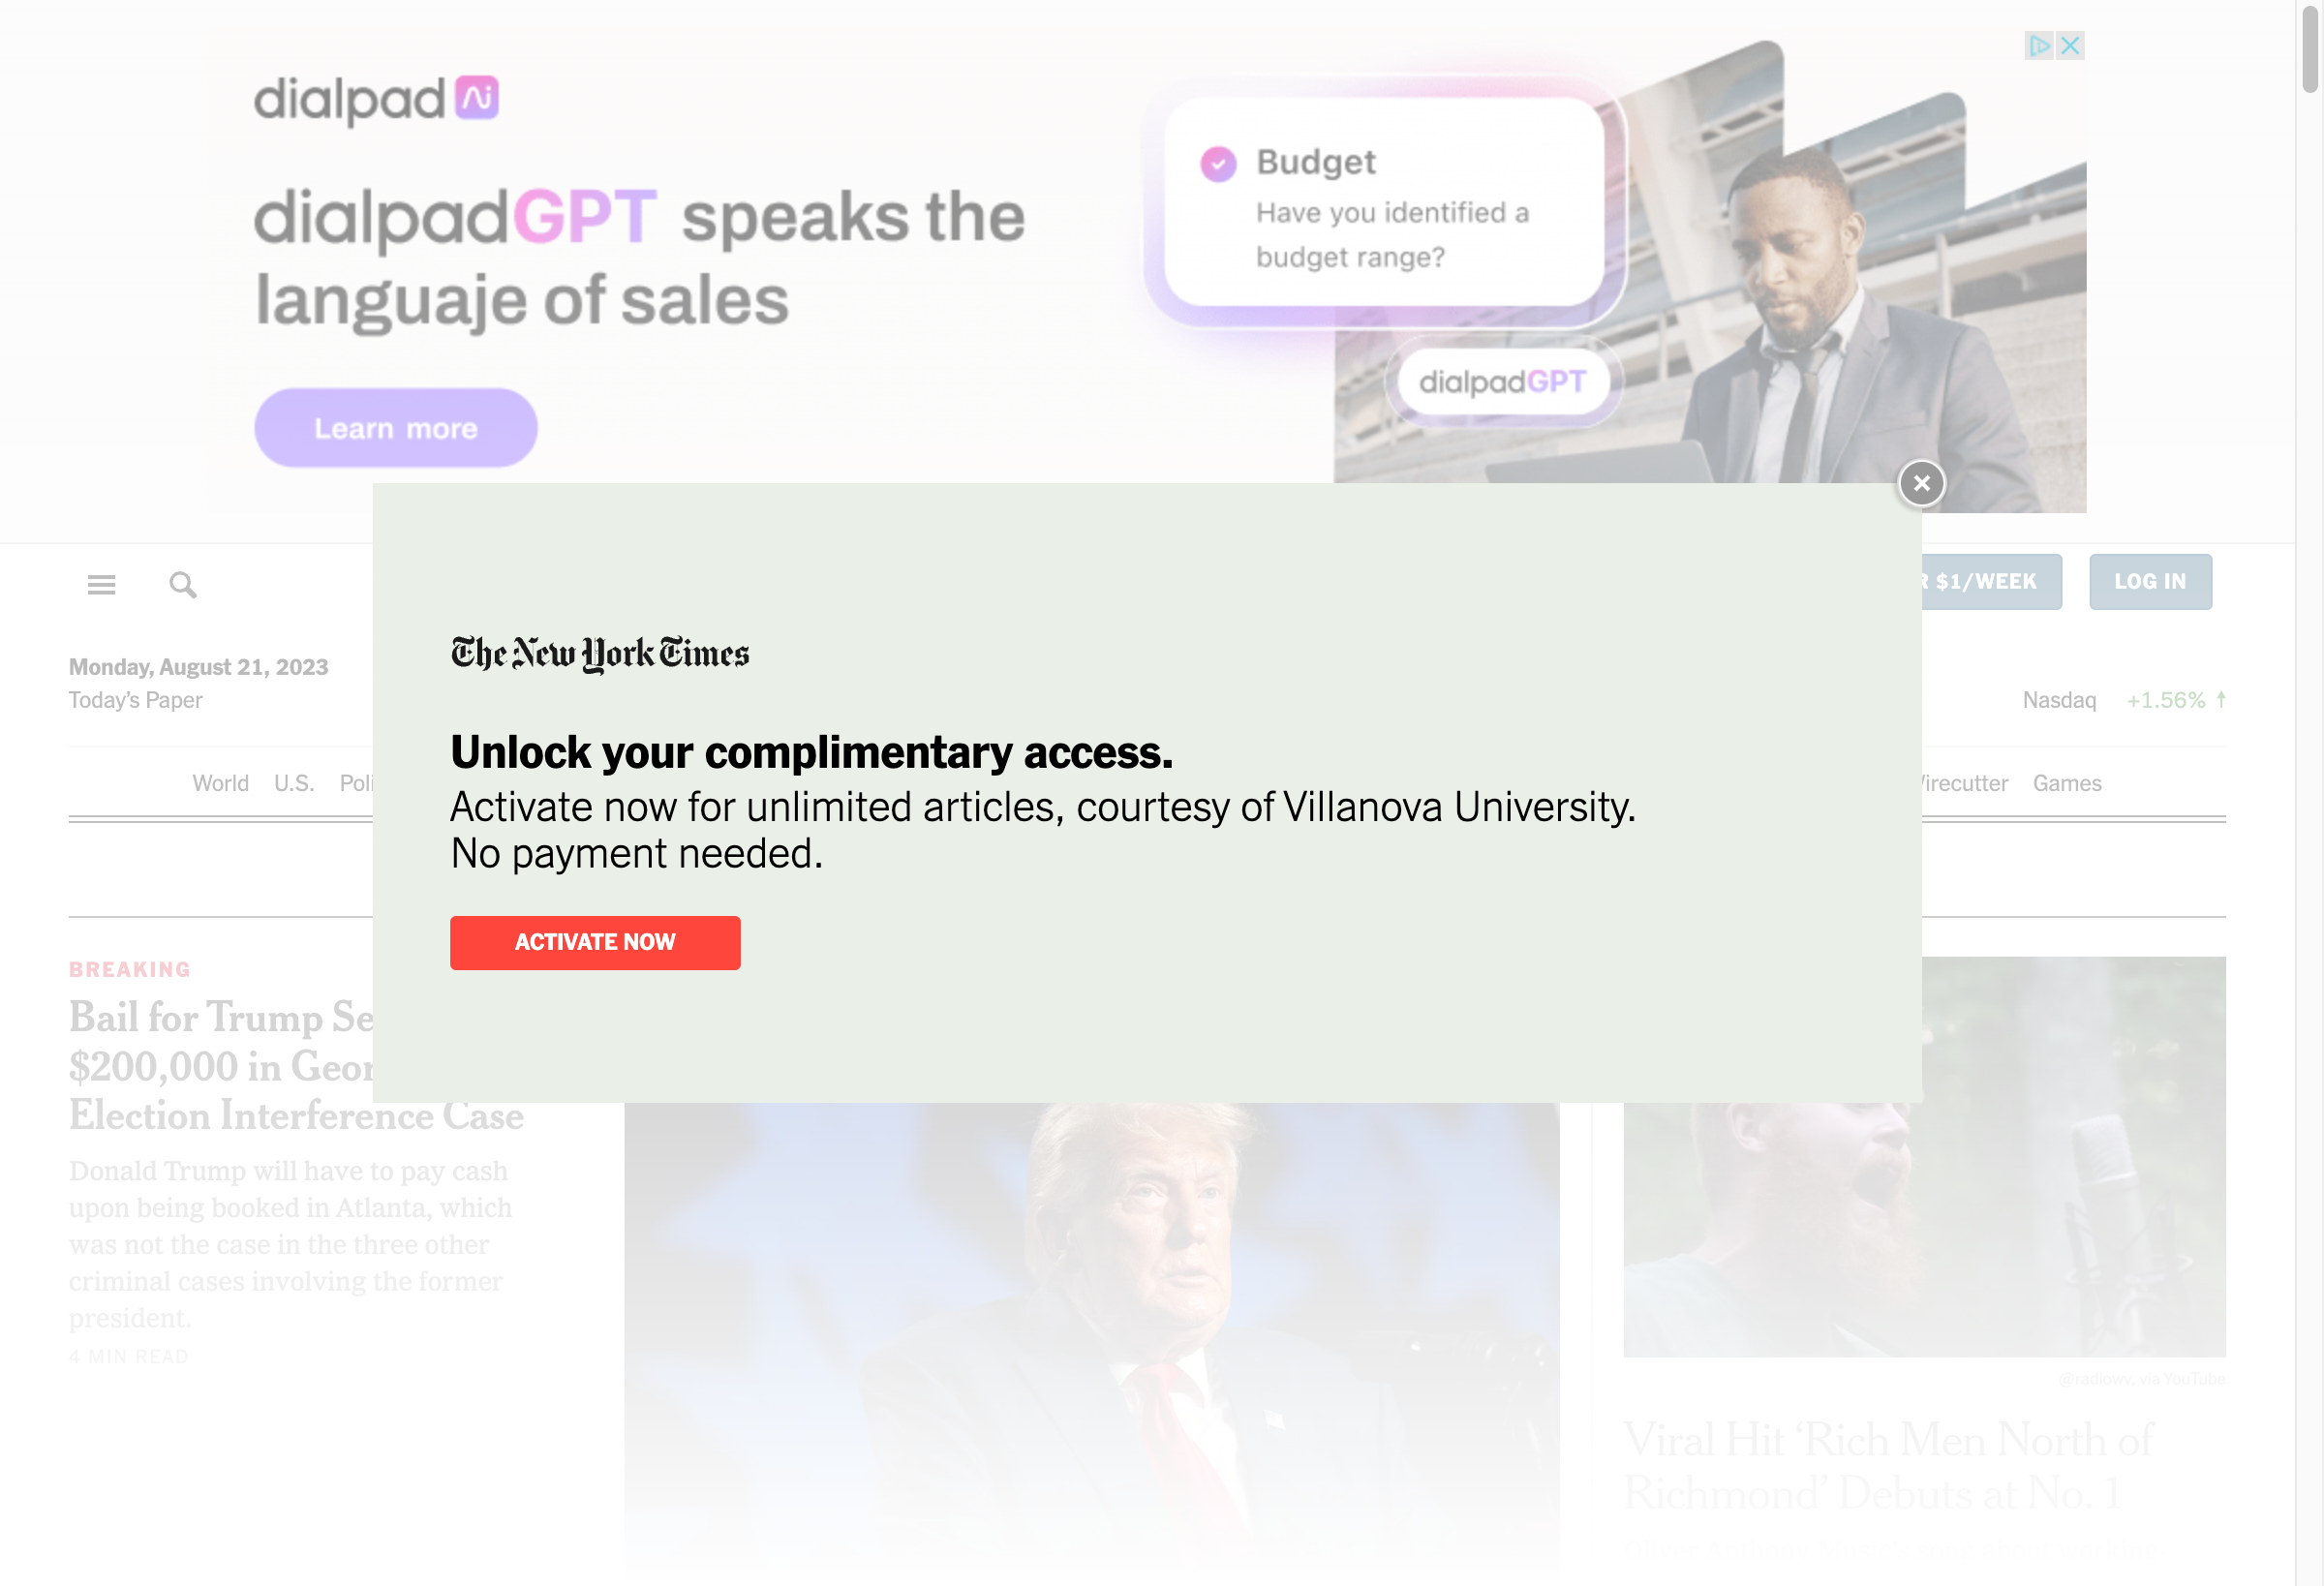 dialpad Ai
dialpadGPT speaks the
languaje of sales
Learn more
Budget
Have you identified a
budget range?
dialpadGPT
$1/WEEK
LOG IN
Monday, August 21, 2023
Today's Paper
Nasdaq +1.56%
World U.S. Poli
irecutter Games
The New York Times
Unlock your complimentary access.
Activate now for unlimited articles, courtesy of Villanova University.
No payment needed.
ACTIVATE NOW
BREAKING
Bail for Trump Se
$200,000 in Geor
Election Interference Case
Donald Trump will have to pay cash
upon being booked in Atlanta, which
was not the case in the three other
criminal cases involving the former
president.
4 MIN READ
@radiowv, via YouTube
Viral Hit ‘Rich Men North of
Richmond’ Debuts at No. 1